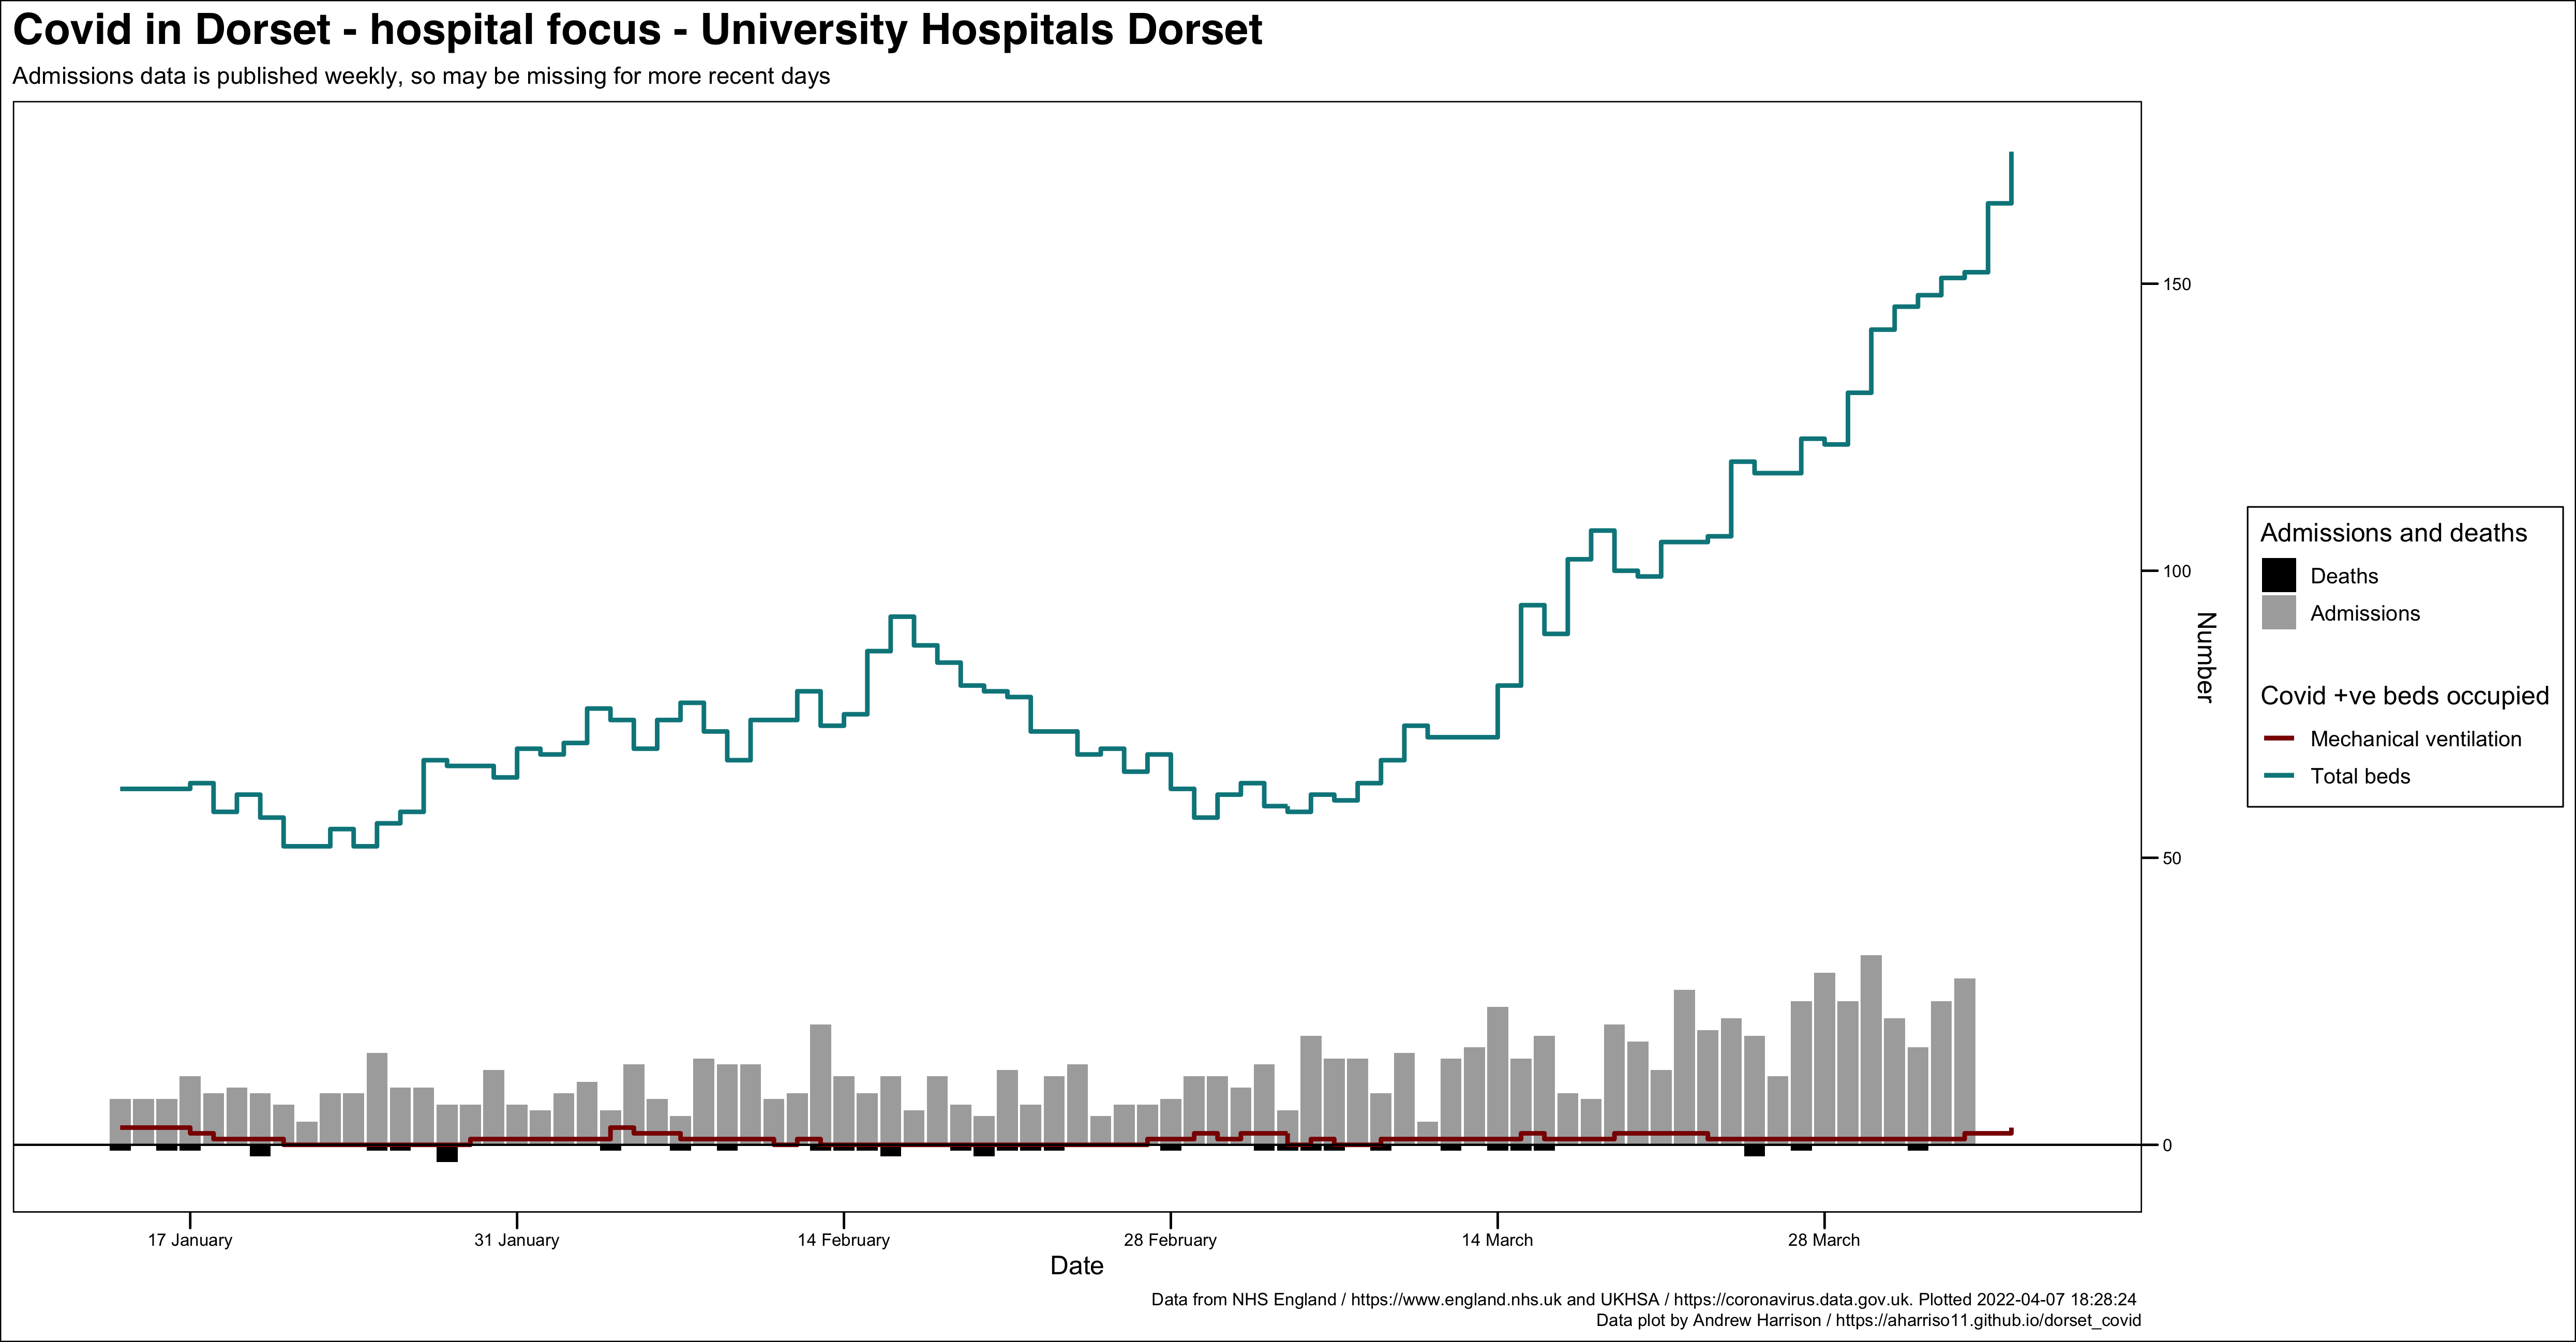 Covid in Dorset - hospital focus - University Hospitals Dorset
Admissions data is published weekly, so may be missing for more recent days
150
100
50
0
Number
Admissions and deaths
Deaths
Admissions
Covid +ve beds occupied
Mechanical ventilation
Total beds
17 January
31 January
14 February
28 February
14 March
28 March
Date
Data from NHS England / https://www.england.nhs.uk and UKHSA / https://coronavirus.data.gov.uk. Plotted 2022-04-07 18:28:24
Data plot by Andrew Harrison / https://aharriso11.github.io/dorset_covid